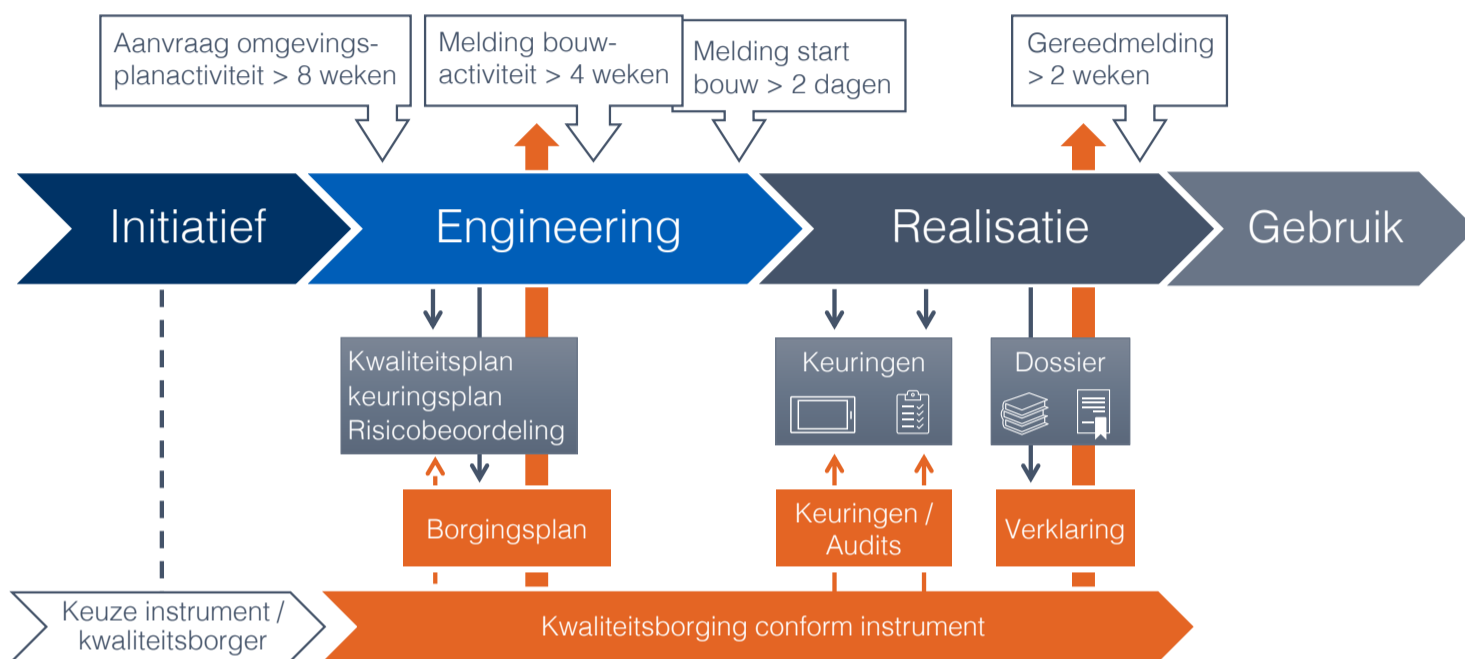 Aanvraag omgevings-
planactiviteit > 8 weken
Melding bouw-
activiteit > 4 weken
Melding start
bouw > 2 dagen
Gereedmelding
> 2 weken
Initiatief
Engineering
Realisatie
Gebruik
Kwaliteitsplan
keuringsplan
Risicobeoordeling
Keuringen
Dossier
Borgingsplan
Keuringen /
Audits
Verklaring
Keuze instrument /
kwaliteitsborger
Kwaliteitsborging conform instrument